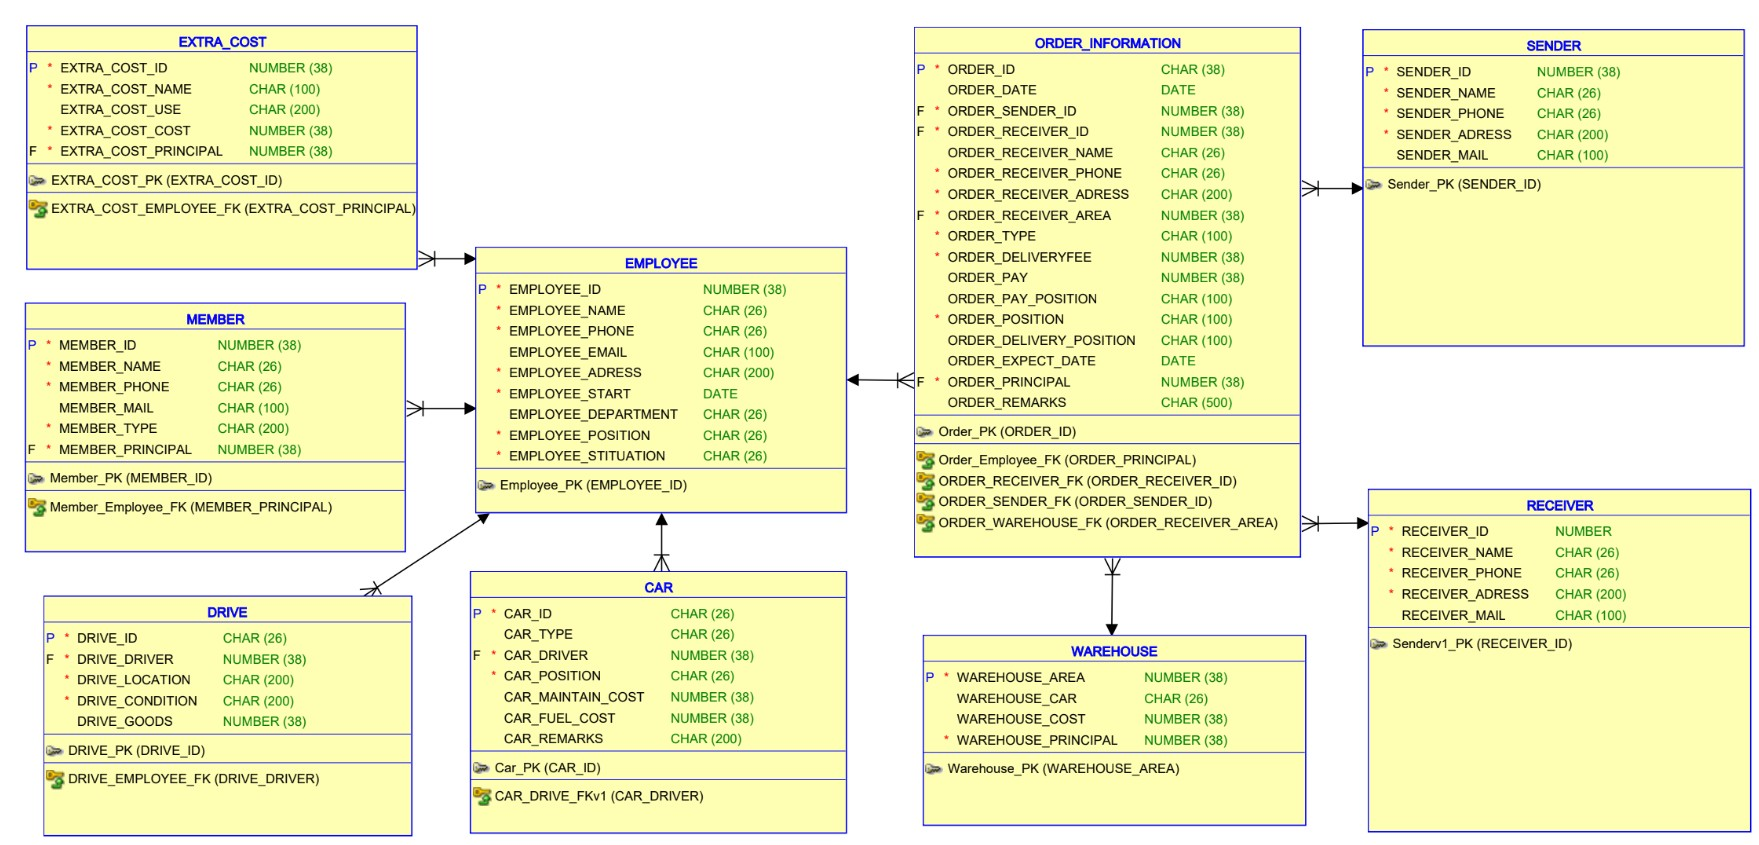 EXTRA_COST
P * EXTRA_COST_ID NUMBER (38)
* EXTRA_COST_NAME CHAR (100)
EXTRA_COST_USE CHAR (200)
* EXTRA_COST_COST NUMBER (38)
F * EXTRA_COST_PRINCIPAL NUMBER (38)
EXTRA_COST_PK (EXTRA_COST_ID)
EXTRA_COST_EMPLOYEE_FK (EXTRA_COST_PRINCIPAL)
MEMBER
P * MEMBER_ID NUMBER (38)
* MEMBER_NAME CHAR (26)
* MEMBER_PHONE CHAR (26)
MEMBER_MAIL CHAR (100)
* MEMBER_TYPE CHAR (200)
F * MEMBER_PRINCIPAL NUMBER (38)
Member_PK (MEMBER_ID)
Member_Employee_FK (MEMBER_PRINCIPAL)
DRIVE
P * DRIVE_ID CHAR (26)
F * DRIVE_DRIVER NUMBER (38)
* DRIVE_LOCATION CHAR (200)
* DRIVE_CONDITION CHAR (200)
DRIVE_GOODS NUMBER (38)
DRIVE_PK (DRIVE_ID)
DRIVE_EMPLOYEE_FK (DRIVE_DRIVER)
EMPLOYEE
P * EMPLOYEE_ID NUMBER (38)
* EMPLOYEE_NAME CHAR (26)
* EMPLOYEE_PHONE CHAR (26)
EMPLOYEE_EMAIL CHAR (100)
* EMPLOYEE_ADRESS CHAR (200)
* EMPLOYEE_START DATE
EMPLOYEE_DEPARTMENT CHAR (26)
* EMPLOYEE_POSITION CHAR (26)
* EMPLOYEE_STITUATION CHAR (26)
Employee_PK (EMPLOYEE_ID)
CAR
P * CAR_ID CHAR (26)
CAR_TYPE CHAR (26)
F * CAR_DRIVER NUMBER (38)
* CAR_POSITION CHAR (26)
CAR_MAINTAIN_COST NUMBER (38)
CAR_FUEL_COST NUMBER (38)
CAR_REMARKS CHAR (200)
Car_PK (CAR_ID)
CAR_DRIVE_FKv1 (CAR_DRIVER)
ORDER_INFORMATION
P * ORDER_ID CHAR (38)
ORDER_DATE DATE
F * ORDER_SENDER_ID NUMBER (38)
F * ORDER_RECEIVER_ID NUMBER (38)
ORDER_RECEIVER_NAME CHAR (26)
* ORDER_RECEIVER_PHONE CHAR (26)
* ORDER_RECEIVER_ADRESS CHAR (200)
F * ORDER_RECEIVER_AREA NUMBER (38)
* ORDER_TYPE CHAR (100)
* ORDER_DELIVERYFEE NUMBER (38)
ORDER_PAY NUMBER (38)
ORDER_PAY_POSITION CHAR (100)
* ORDER_POSITION CHAR (100)
ORDER_DELIVERY_POSITION CHAR (100)
ORDER_EXPECT_DATE DATE
F * ORDER_PRINCIPAL NUMBER (38)
ORDER_REMARKS CHAR (500)
Order_PK (ORDER_ID)
Order_Employee_FK (ORDER_PRINCIPAL)
ORDER_RECEIVER_FK (ORDER_RECEIVER_ID)
ORDER_SENDER_FK (ORDER_SENDER_ID)
ORDER_WAREHOUSE_FK (ORDER_RECEIVER_AREA)
WAREHOUSE
P * WAREHOUSE_AREA NUMBER (38)
WAREHOUSE_CAR CHAR (26)
WAREHOUSE_COST NUMBER (38)
* WAREHOUSE_PRINCIPAL NUMBER (38)
Warehouse_PK (WAREHOUSE_AREA)
SENDER
P * SENDER_ID NUMBER (38)
* SENDER_NAME CHAR (26)
* SENDER_PHONE CHAR (26)
* SENDER_ADRESS CHAR (200)
SENDER_MAIL CHAR (100)
Sender_PK (SENDER_ID)
RECEIVER
P * RECEIVER_ID NUMBER
* RECEIVER_NAME CHAR (26)
* RECEIVER_PHONE CHAR (26)
* RECEIVER_ADRESS CHAR (200)
RECEIVER_MAIL CHAR (100)
Senderv1_PK (RECEIVER_ID)